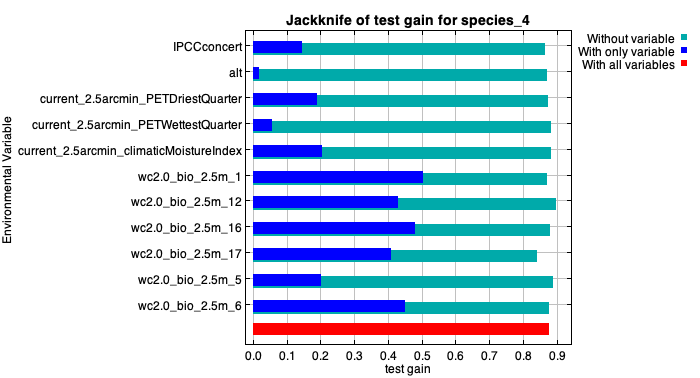 Jackknife of test gain for species_4
Without variable
With only variable
With all variables
Environmental Variable
IPCCconcert
alt
current_2.5arcmin_PETDriestQuarter
current_2.5arcmin_PETWettestQuarter
current_2.5arcmin_climaticMoistureIndex
wc2.0_bio_2.5m_1
wc2.0_bio_2.5m_12
wc2.0_bio_2.5m_16
wc2.0_bio_2.5m_17
wc2.0_bio_2.5m_5
wc2.0_bio_2.5m_6
0.0 0.1 0.2 0.3 0.4 0.5 0.6 0.7 0.8 0.9
test gain